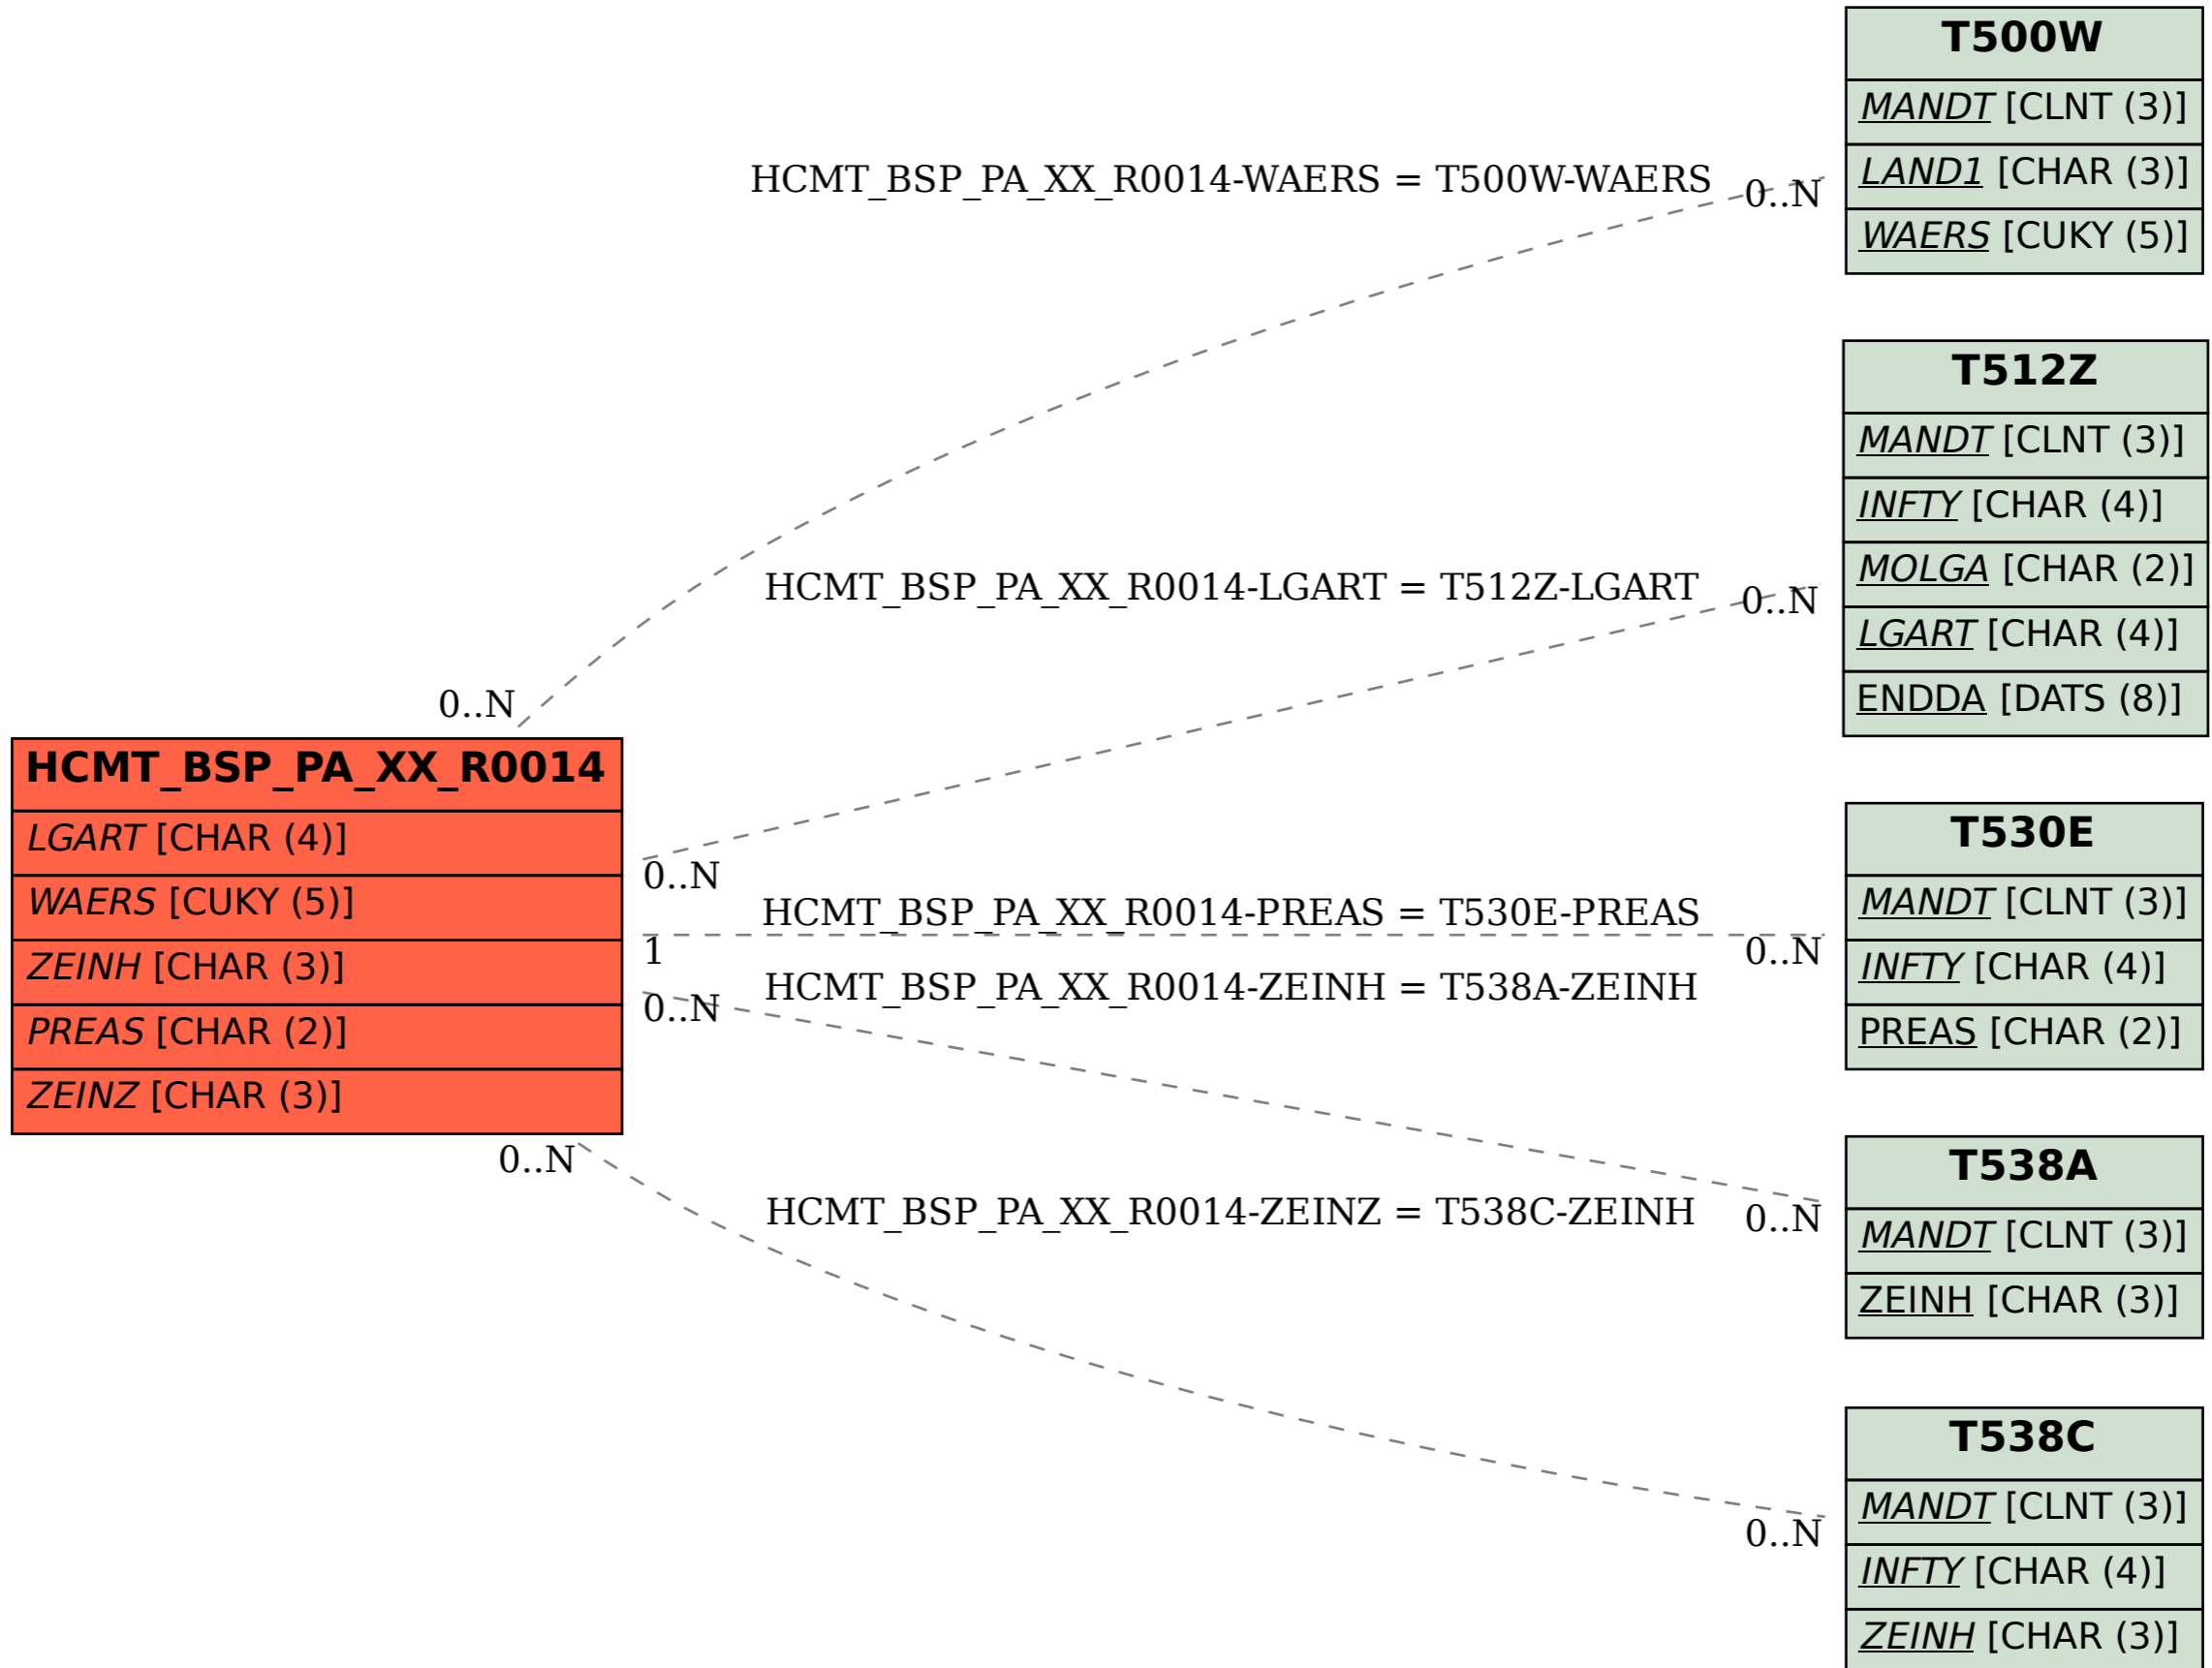 T500W
MANDT [CLNT (3)]
LAND1 [CHAR (3)]
WAERS [CUKY (5)]
HCMT_BSP_PA_XX_R0014-WAERS = T500W-WAERS
0..N
0..N
T512Z
MANDT [CLNT (3)]
INFTY [CHAR (4)]
MOLGA [CHAR (2)]
LGART [CHAR (4)]
ENDDA [DATS (8)]
HCMT_BSP_PA_XX_R0014-LGART = T512Z-LGART
0..N
0..N
HCMT_BSP_PA_XX_R0014
LGART [CHAR (4)]
WAERS [CUKY (5)]
ZEINH [CHAR (3)]
PREAS [CHAR (2)]
ZEINZ [CHAR (3)]
HCMT_BSP_PA_XX_R0014-PREAS = T530E-PREAS
1
0..N
T530E
MANDT [CLNT (3)]
INFTY [CHAR (4)]
PREAS [CHAR (2)]
HCMT_BSP_PA_XX_R0014-ZEINH = T538A-ZEINH
0..N
0..N
T538A
MANDT [CLNT (3)]
ZEINH [CHAR (3)]
HCMT_BSP_PA_XX_R0014-ZEINZ = T538C-ZEINH
0..N
0..N
T538C
MANDT [CLNT (3)]
INFTY [CHAR (4)]
ZEINH [CHAR (3)]